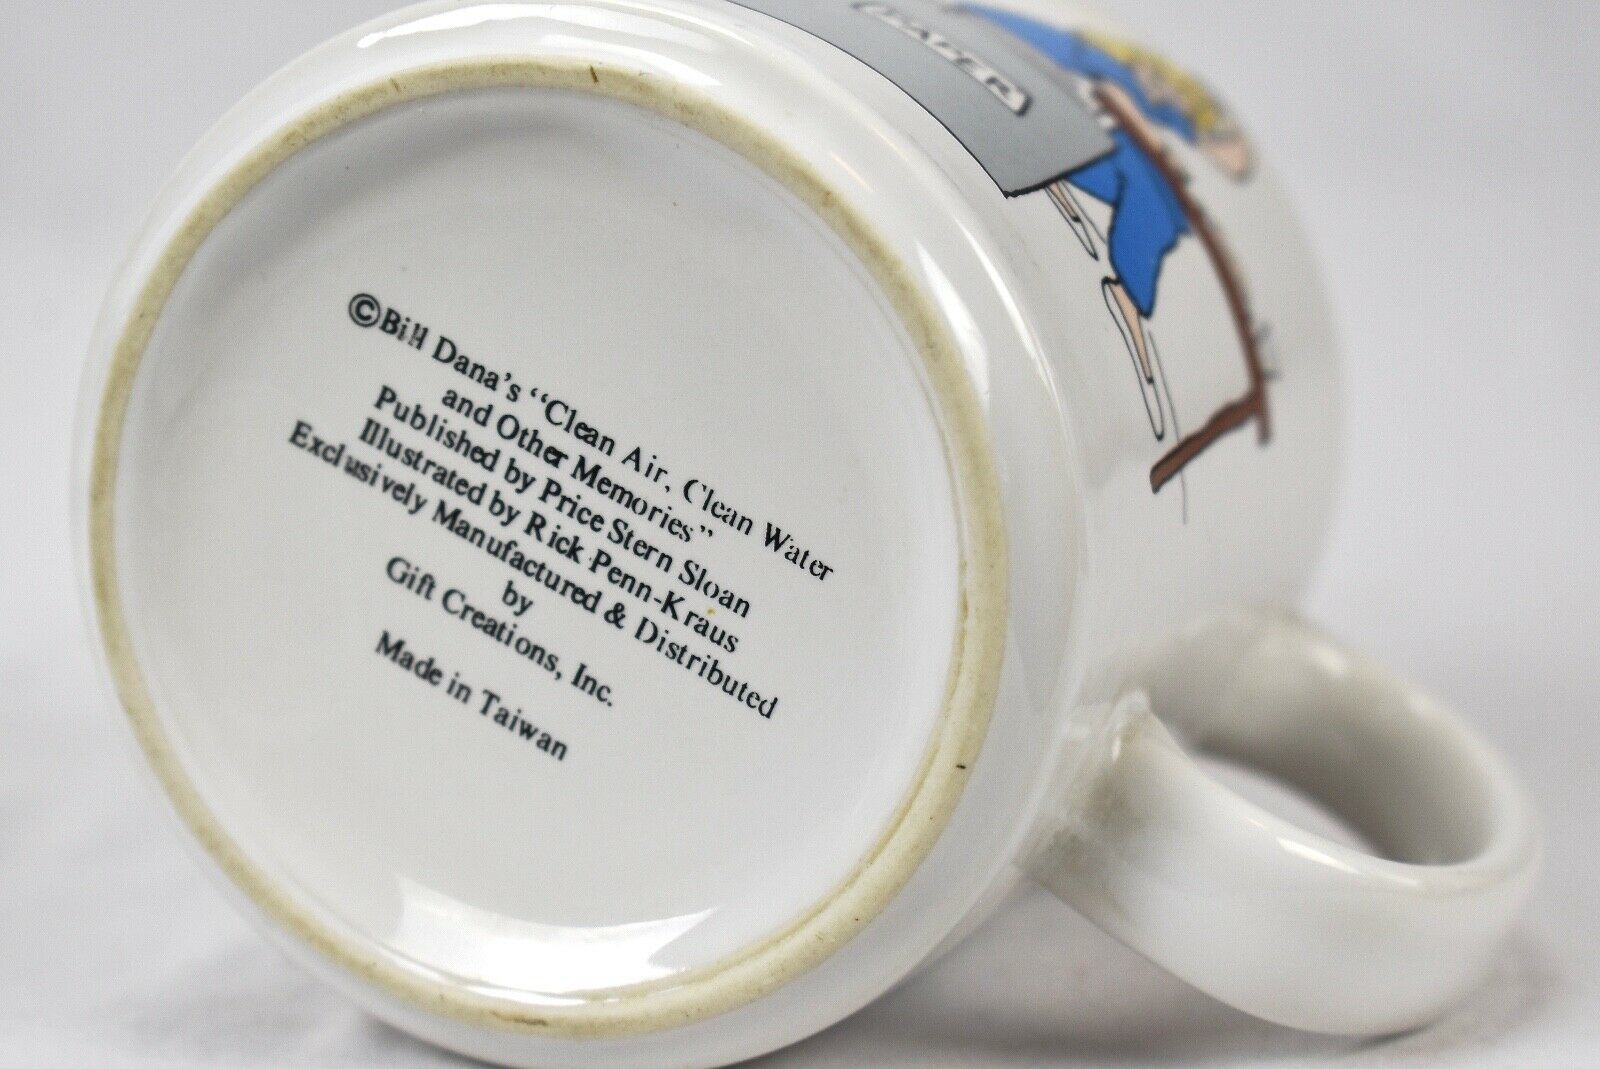 ©Bill Dana's “Clean Air, Clean Water
and Other Memories”
Published by Price Stern Sloan
Illustrated by Rick Penn-Kraus
Exclusively Manufactured & Distributed
by
Gift Creations, Inc.
Made in Taiwan